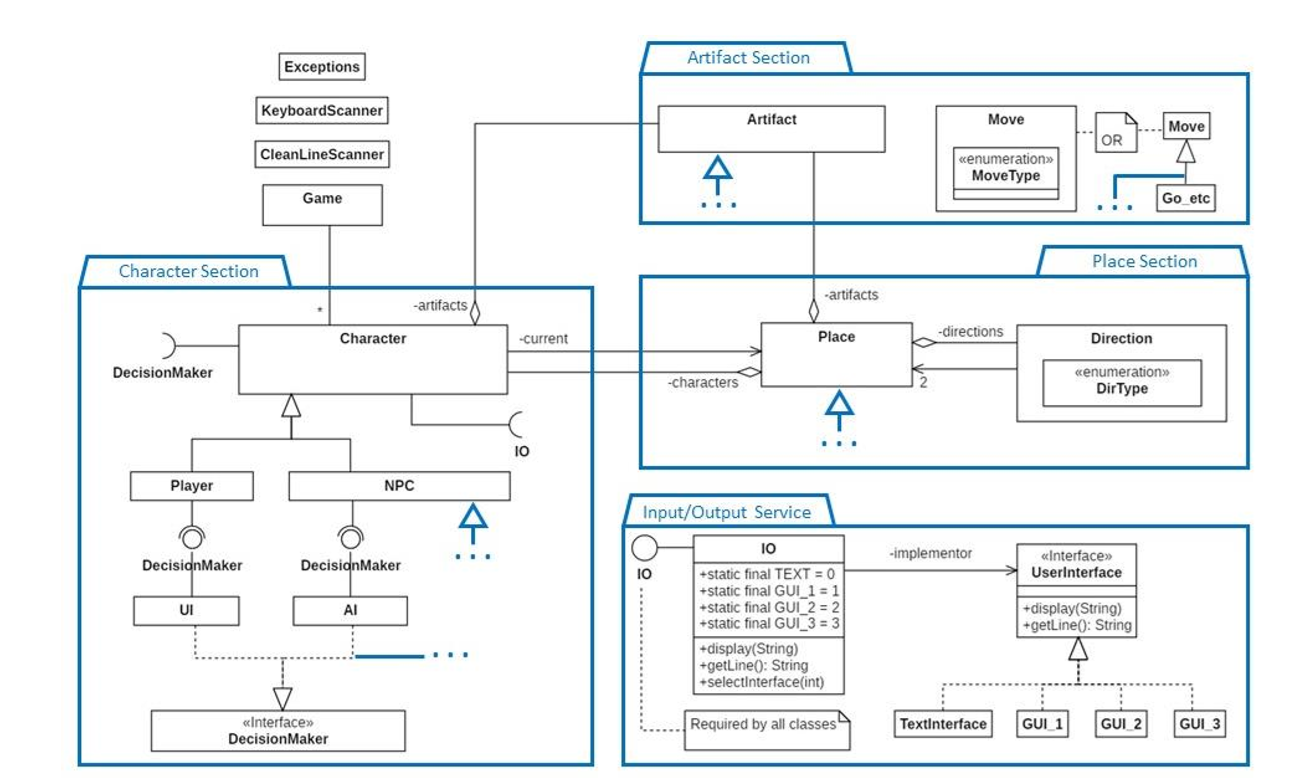 Exceptions
KeyboardScanner
CleanLineScanner
Game
Artifact Section
Artifact
Move
«enumeration»
MoveType
OR
Move
...
...
Go_etc
Character Section
*
-artifacts
Character
DecisionMaker
-current
-characters
IO
Player
NPC
DecisionMaker
DecisionMaker
...
UI
AI
...
«Interface»
DecisionMaker
Place Section
-artifacts
Place
-directions
2
Direction
«enumeration»
DirType
...
Input/Output Service
IO
IO
+static final TEXT = 0
+static final GUI_1 = 1
+static final GUI_2 = 2
+static final GUI_3 = 3
+display(String)
+getLine(): String
+selectInterface(int)
Required by all classes
-implementor
«Interface»
UserInterface
+display(String)
+getLine(): String
TextInterface
GUI_1
GUI_2
GUI_3